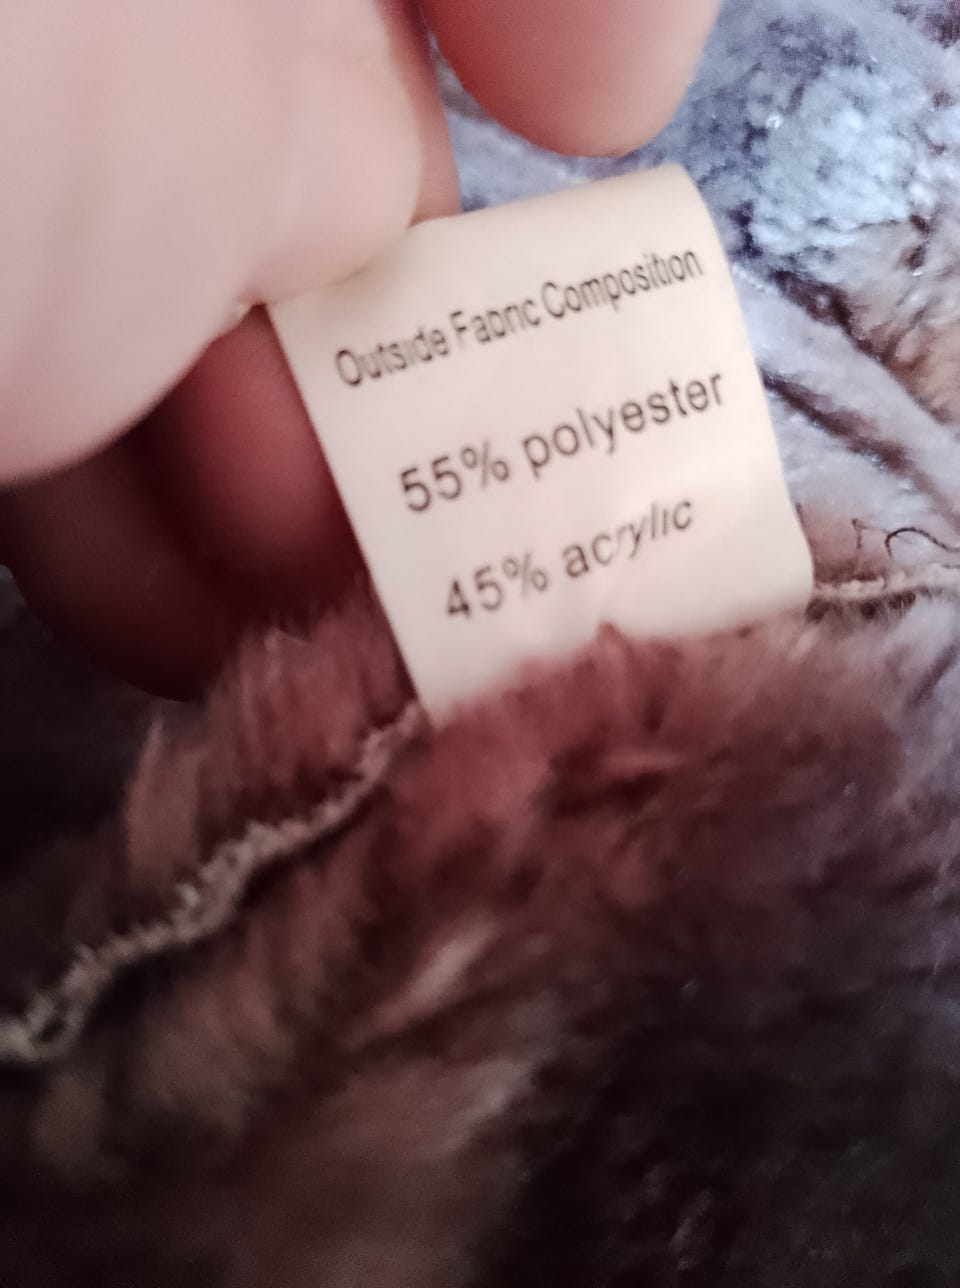 Outside Fabric Composition
55% polyester
45% acrylic